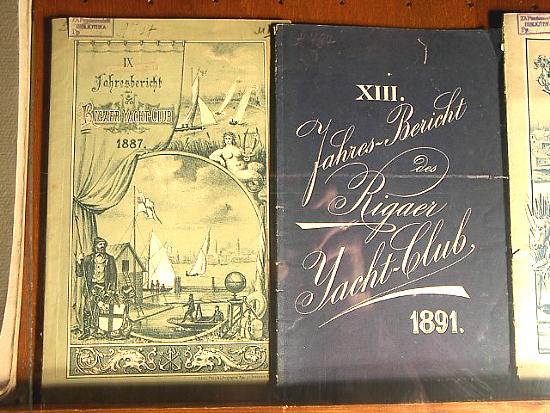 IX
Jahresbericht
des
RIGAER YACHT-CLUB
1887.
XIII.
Jahres-Bericht
des
Rigaer
Yacht-Club,
1891.